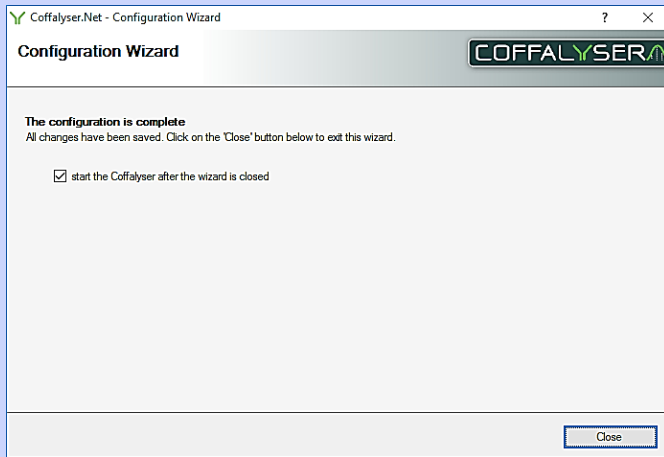 Coffalyser.Net - Configuration Wizard
Configuration Wizard
COFFALYSER
The configuration is complete
All changes have been saved. Click on the 'Close' button below to exit this wizard.
start the Coffalyser after the wizard is closed
Close